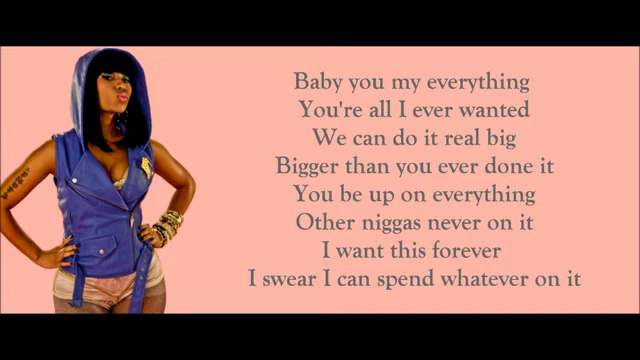 Baby you my everything
You're all I ever wanted
We can do it real big
Bigger than you ever done it
You be up on everything
Other niggas never on it
I want this forever
I swear I can spend whatever on it